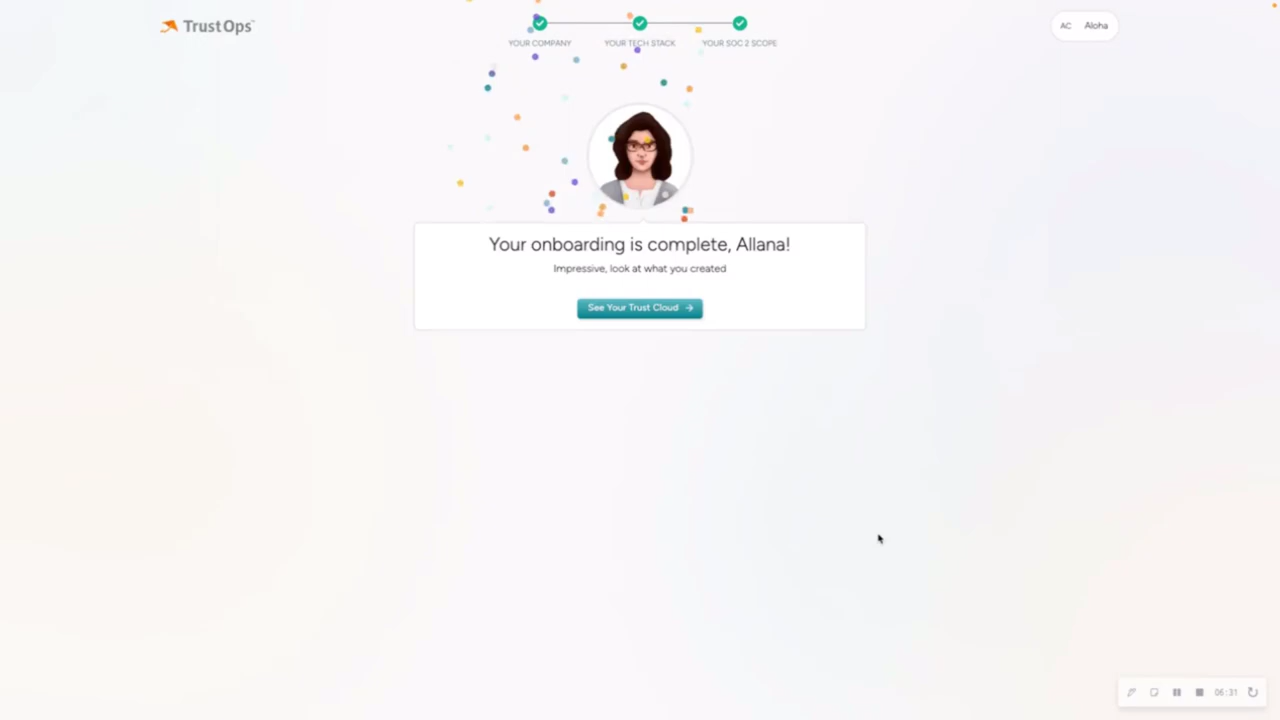 TrustOps™
YOUR COMPANY
YOUR TECH STACK
YOUR SOC 2 SCOPE
AC Aloha
Your onboarding is complete, Allana!
Impressive, look at what you created
See Your Trust Cloud →
06:31